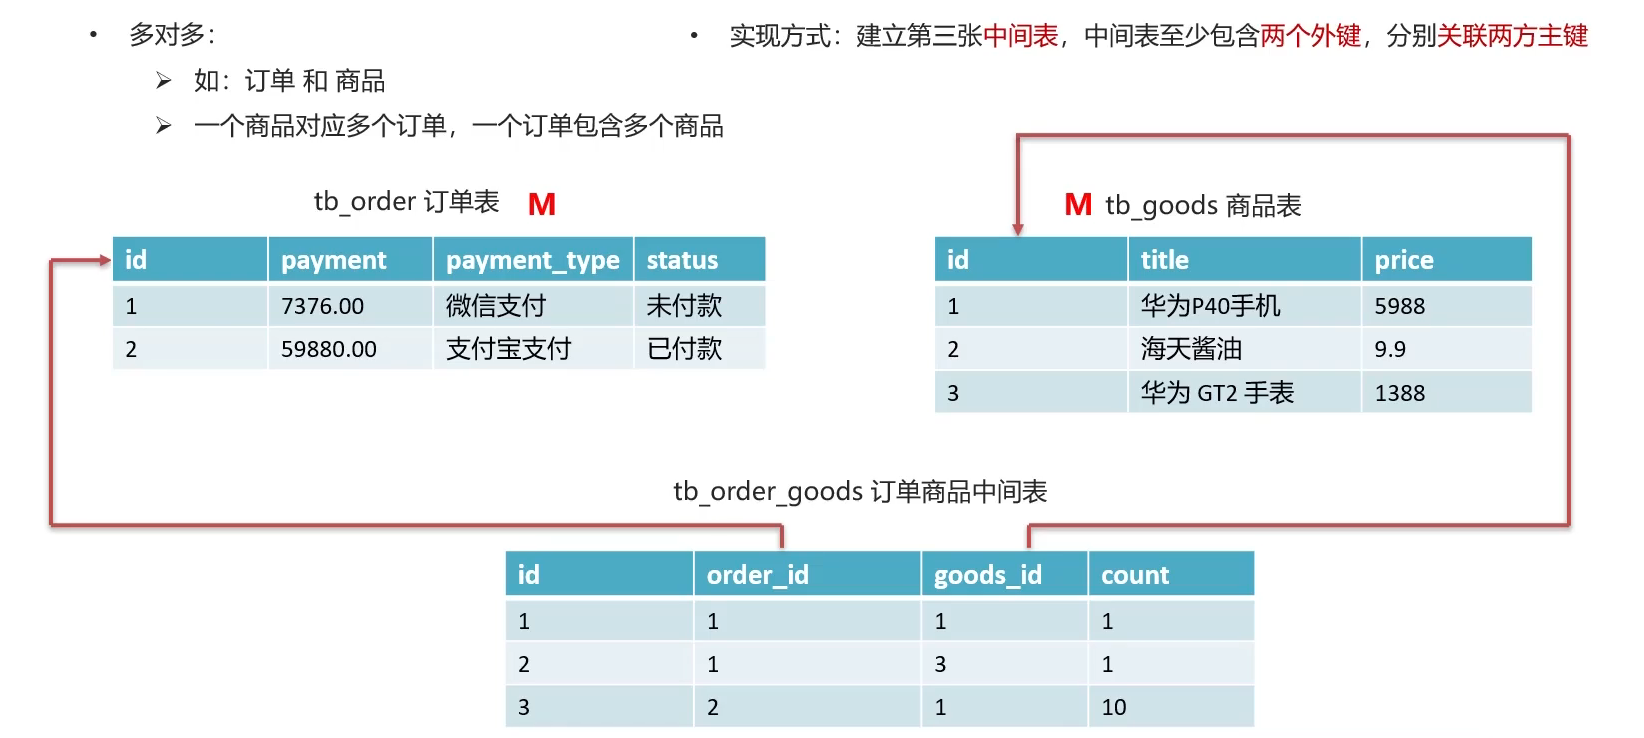 • 多对多：
➢ 如：订单 和 商品
➢ 一个商品对应多个订单，一个订单包含多个商品
• 实现方式：建立第三张中间表，中间表至少包含两个外键，分别关联两方主键
tb_order 订单表 M
id payment payment_type status
1 7376.00 微信支付 未付款
2 59880.00 支付宝支付 已付款
M tb_goods 商品表
id title price
1 华为P40手机 5988
2 海天酱油 9.9
3 华为 GT2 手表 1388
tb_order_goods 订单商品中间表
id order_id goods_id count
1 1 1 1
2 1 3 1
3 2 1 10